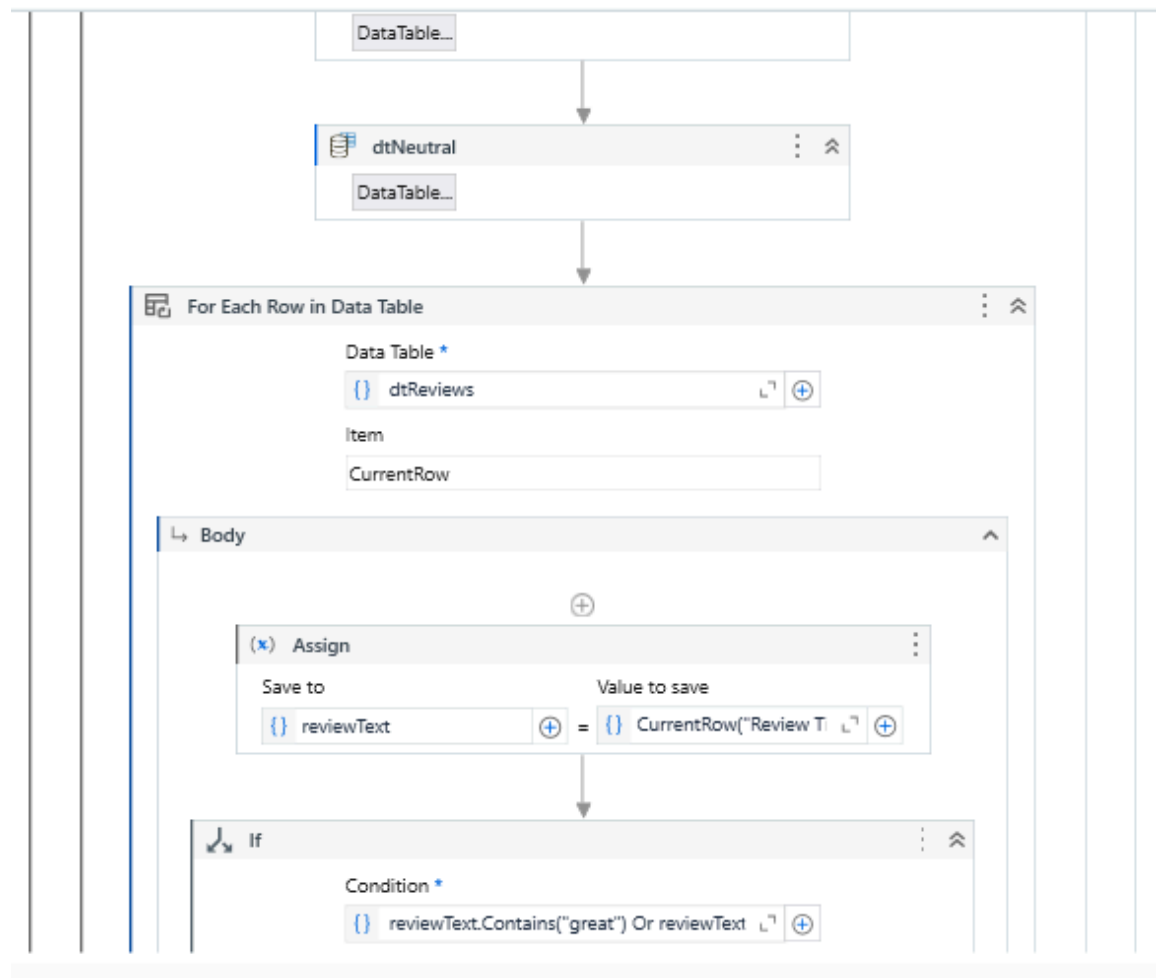 DataTable...
dtNeutral
DataTable...
For Each Row in Data Table
Data Table *
{} dtReviews
Item
CurrentRow
Body
(x) Assign
Save to Value to save
{} reviewText = {} CurrentRow("Review Ti
If
Condition *
{} reviewText.Contains("great") Or reviewText